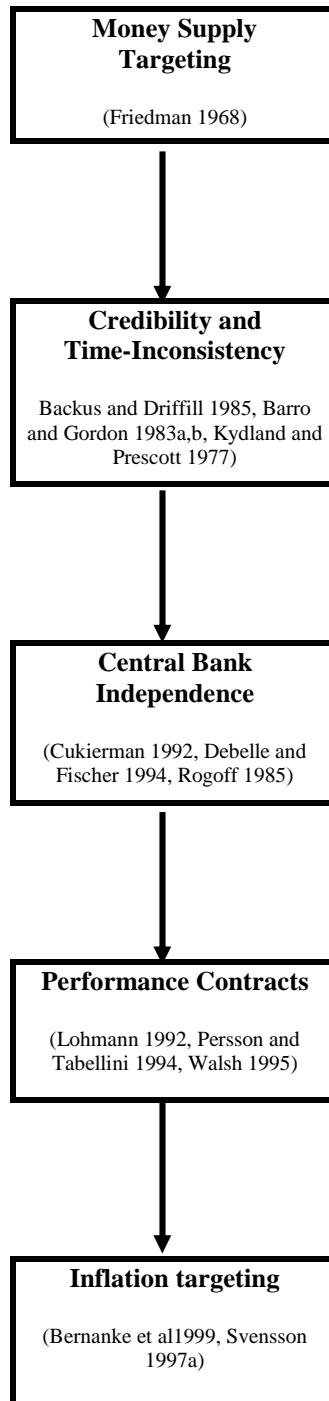 Money Supply
Targeting
(Friedman 1968)
Credibility and
Time-Inconsistency
Backus and Driffill 1985, Barro
and Gordon 1983a,b, Kydland and
Prescott 1977)
Central Bank
Independence
(Cukierman 1992, Debelle and
Fischer 1994, Rogoff 1985)
Performance Contracts
(Lohmann 1992, Persson and
Tabellini 1994, Walsh 1995)
Inflation targeting
(Bernanke et al1999, Svensson
1997a)